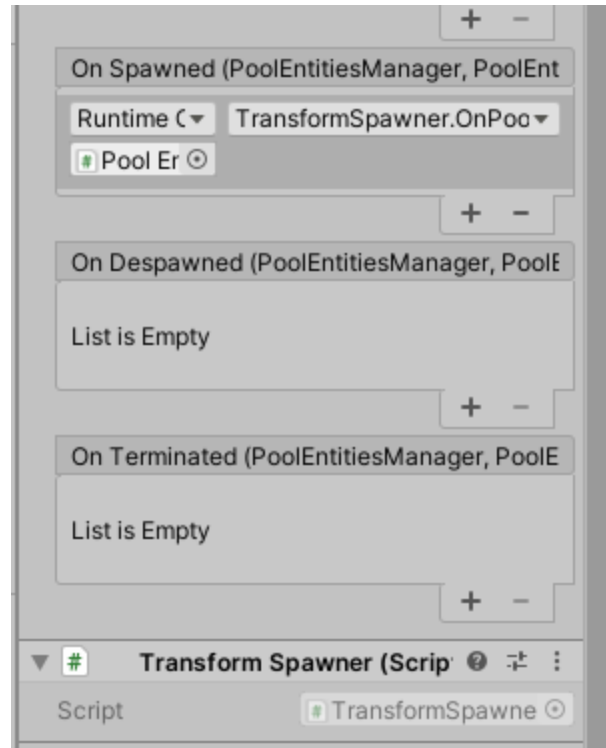 On Spawned (PoolEntitiesManager, PoolEnt
Runtime C TransformSpawner.OnPoo
# Pool Er
+ −
On Despawned (PoolEntitiesManager, PoolE
List is Empty
+ −
On Terminated (PoolEntitiesManager, PoolE
List is Empty
+ −
# Transform Spawner (Scrip
Script # TransformSpawne